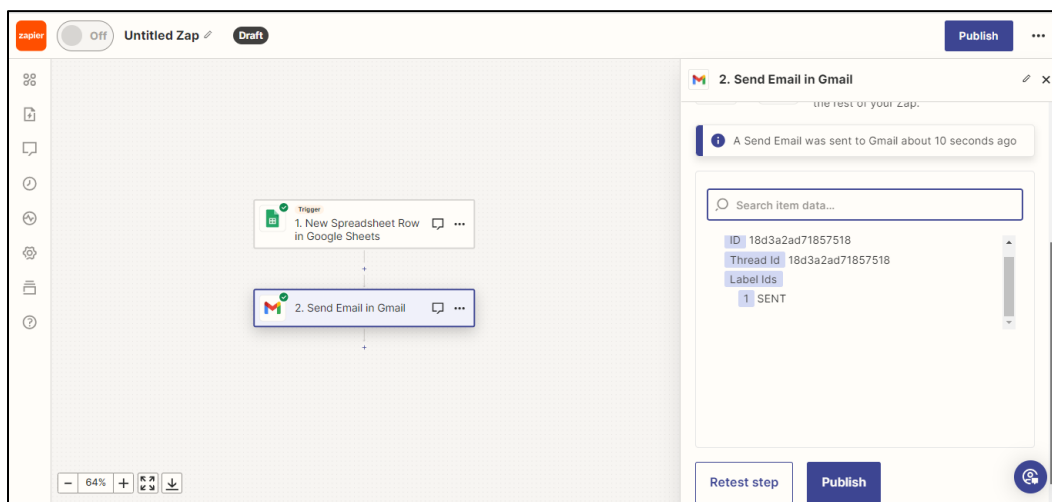 zapier
Off
Untitled Zap
Draft
Publish
2. Send Email in Gmail
the rest of your Zap.
A Send Email was sent to Gmail about 10 seconds ago
Search item data...
ID 18d3a2ad71857518
Thread Id 18d3a2ad71857518
Label Ids
1 SENT
Trigger
1. New Spreadsheet Row
in Google Sheets
2. Send Email in Gmail
64%
Retest step
Publish